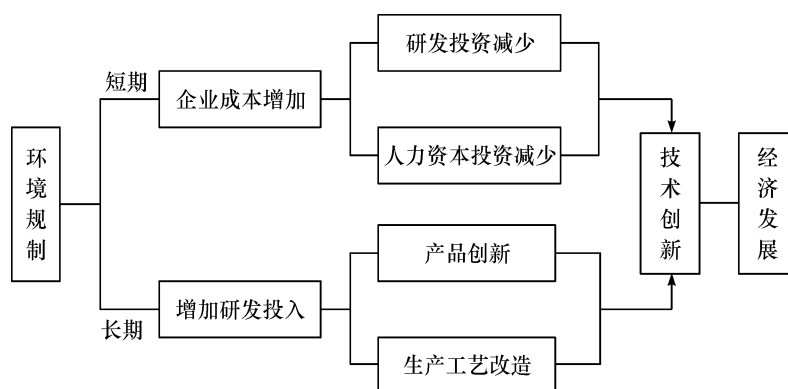 环境规制
短期
企业成本增加
研发投资减少
人力资本投资减少
长期
增加研发投入
产品创新
生产工艺改造
技术创新
经济发展